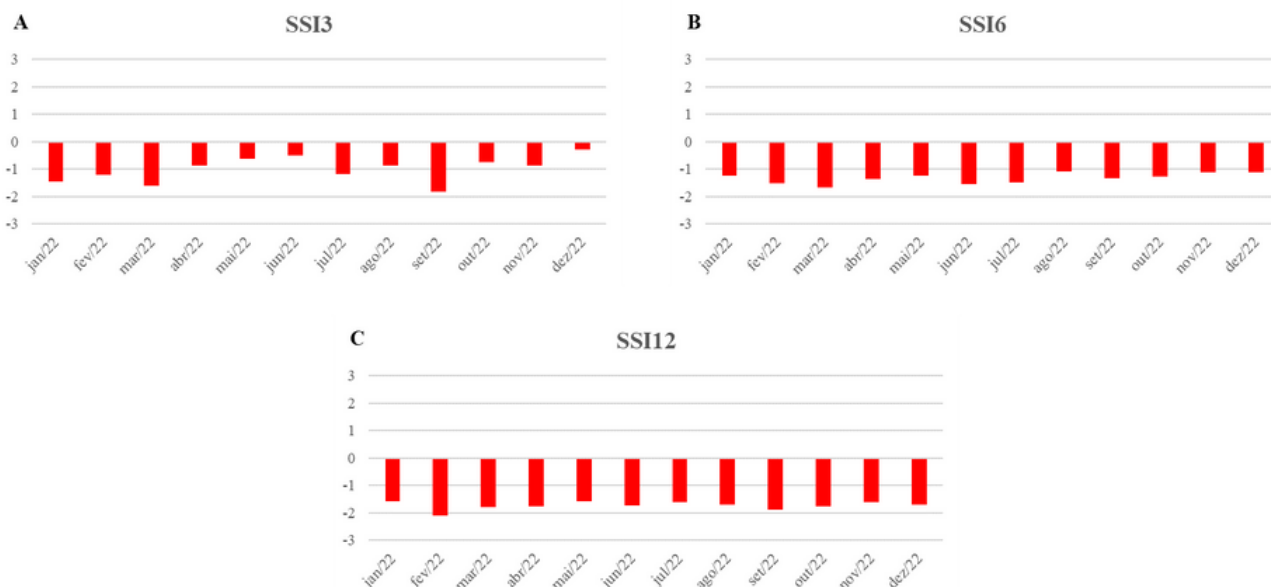 A
SSI3
3
2
1
0
-1
-2
-3
jan/22
fev/22
mar/22
abr/22
mai/22
jun/22
jul/22
ago/22
set/22
out/22
nov/22
dez/22
B
SSI6
3
2
1
0
-1
-2
-3
jan/22
fev/22
mar/22
abr/22
mai/22
jun/22
jul/22
ago/22
set/22
out/22
nov/22
dez/22
C
SSI12
3
2
1
0
-1
-2
-3
jan/22
fev/22
mar/22
abr/22
mai/22
jun/22
jul/22
ago/22
set/22
out/22
nov/22
dez/22